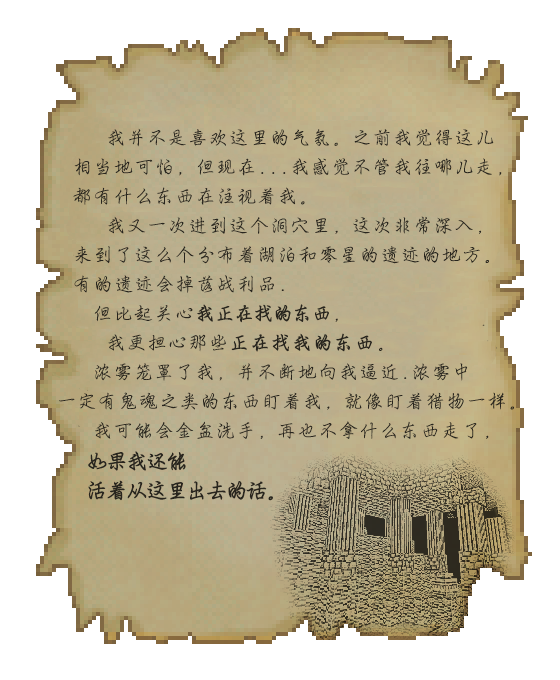 我并不是喜欢这里的气氛。之前我觉得这儿
相当地可怕，但现在...我感觉不管我往哪儿走，
都有什么东西在注视着我。
我又一次进到这个洞穴里，这次非常深入，
来到了这么个分布着湖泊和零星的遗迹的地方。
有的遗迹会掉落战利品.
但比起关心我正在找的东西，
我更担心那些正在找我的东西。
浓雾笼罩了我，并不断地向我逼近.浓雾中
一定有鬼魂之类的东西盯着我，就像盯着猎物一样。
我可能会金盆洗手，再也不拿什么东西走了，
如果我还能
活着从这里出去的话。